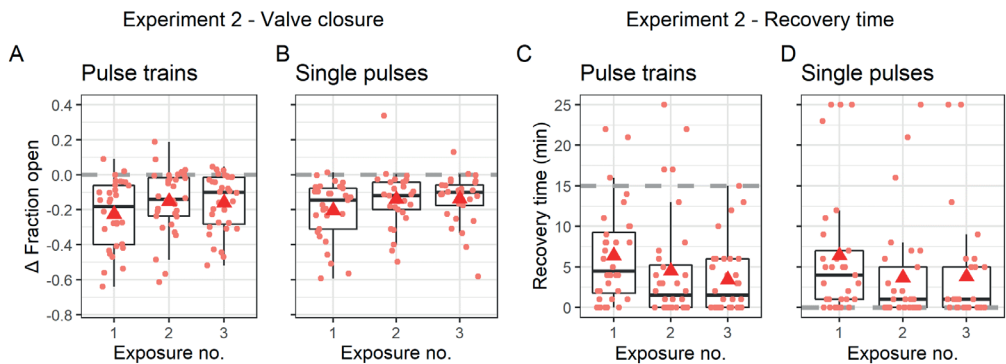 Experiment 2 - Valve closure
Experiment 2 - Recovery time
A
Pulse trains
B
Single pulses
C
Pulse trains
D
Single pulses
Δ Fraction open
0.4
0.2
0.0
-0.2
-0.4
-0.6
-0.8
1 2 3
Exposure no.
1 2 3
Exposure no.
Recovery time (min)
25
20
15
10
5
0
1 2 3
Exposure no.
1 2 3
Exposure no.